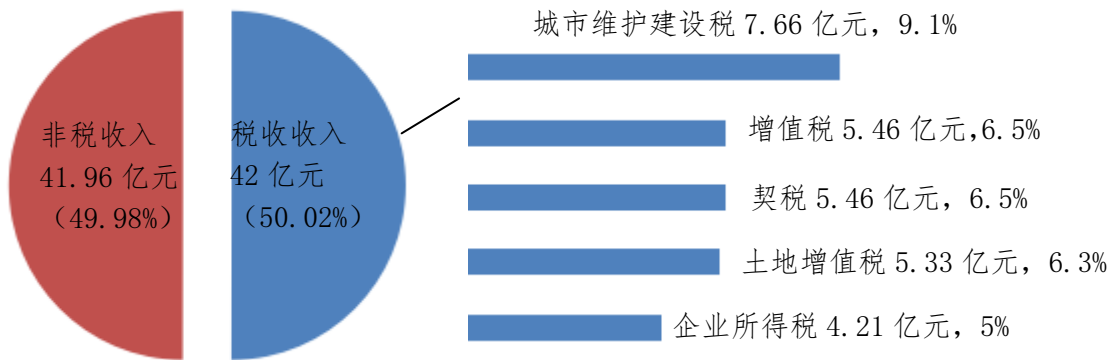 非税收入
41.96 亿元
（49.98%）
税收收入
42 亿元
（50.02%）
城市维护建设税 7.66 亿元，9.1%
增值税 5.46 亿元,6.5%
契税 5.46 亿元，6.5%
土地增值税 5.33 亿元，6.3%
企业所得税 4.21 亿元，5%